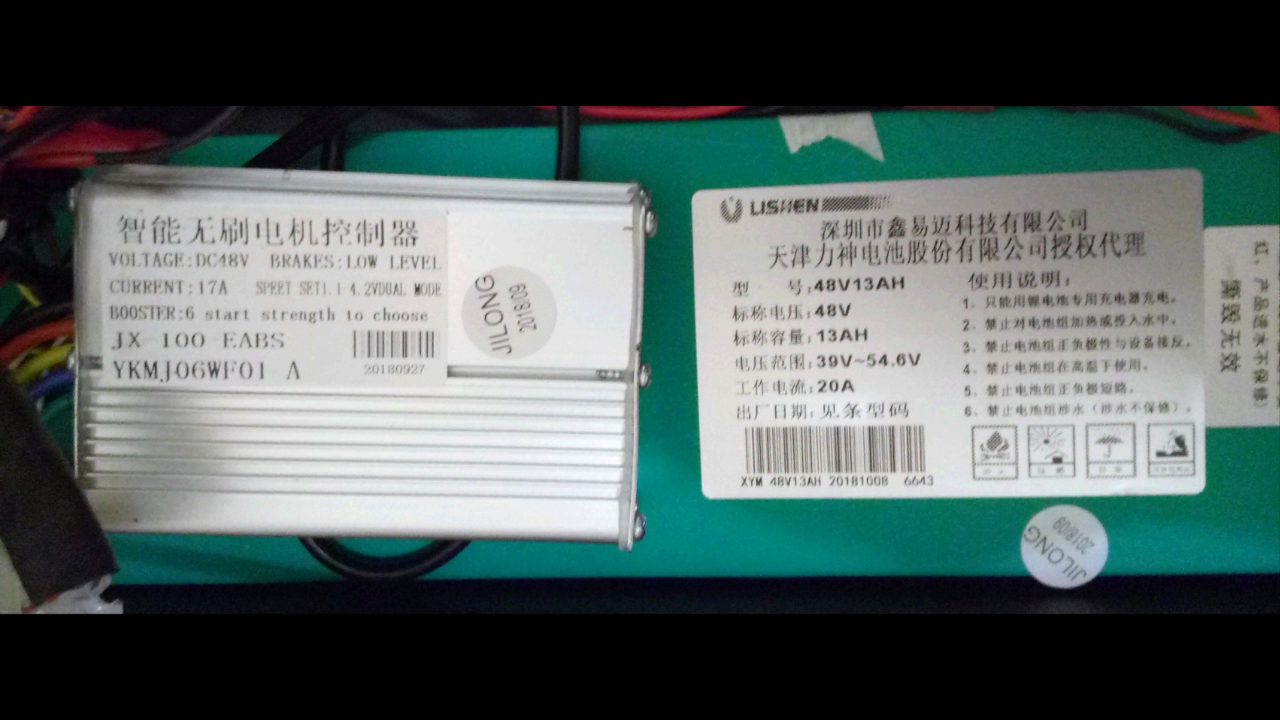 智能无刷电机控制器
VOLTAGE:DC48V BRAKES:LOW LEVEL
CURRENT:17A SPEET SET1.1-4.2VDUAL MODE
BOOSTER:6 start strength to choose
JX-100-EABS
YKMJ06WF01 A
20180927
JILONG
2018/09
LISHEN
深圳市鑫易迈科技有限公司
天津力神电池股份有限公司授权代理
型 号:48V13AH
标称电压:48V
标称容量:13AH
电压范围:39V~54.6V
工作电流:20A
出厂日期:见条型码
XYM 48V13AH 20181008 6643
使用说明:
1、只能用锂电池专用充电器充电。
2、禁止对电池组加热或投入水中。
3、禁止电池组正负极性与设备接反。
4、禁止电池组在高温下使用。
5、禁止电池组正负极短路。
6、禁止电池组涉水(涉水不保修)。
撕毁无效
产品进水不保修)
JILONG
2018/09